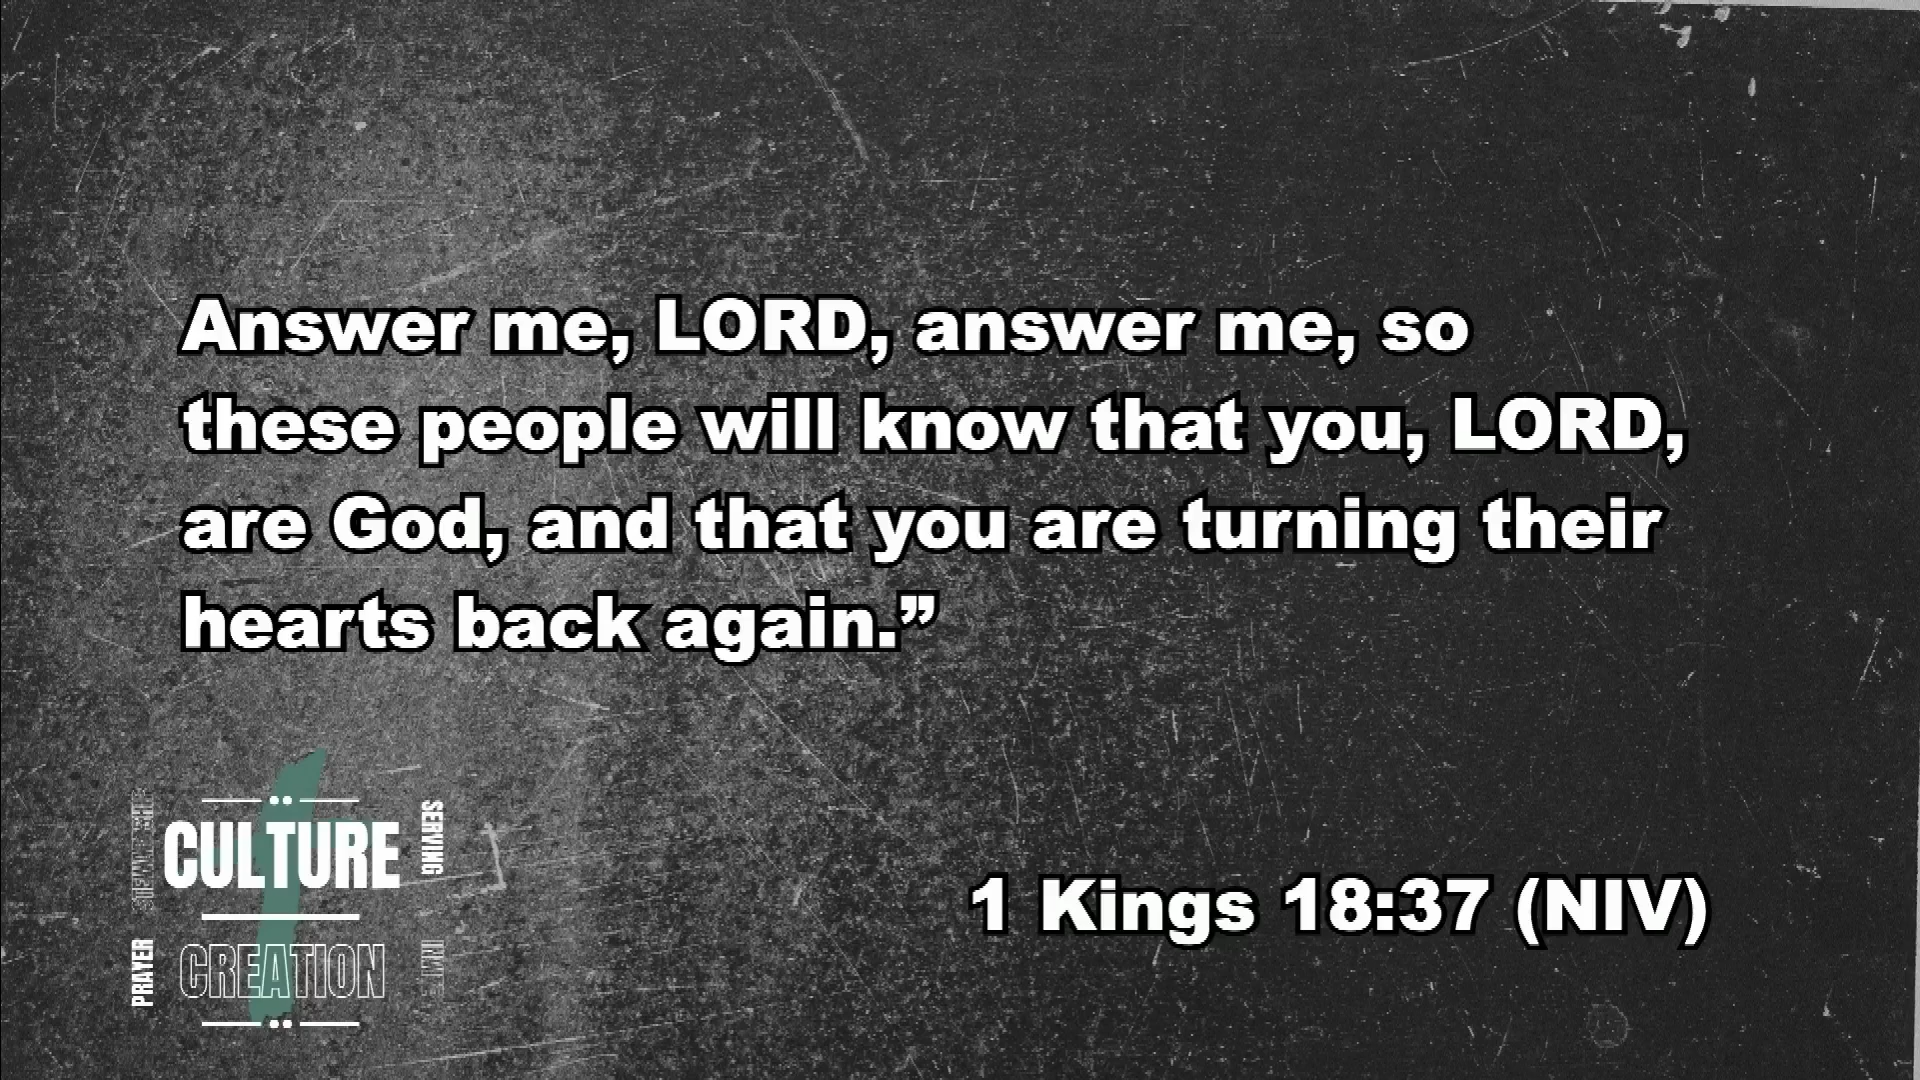 Answer me, LORD, answer me, so
these people will know that you, LORD,
are God, and that you are turning their
hearts back again.”
1 Kings 18:37 (NIV)
CULTURE
CREATION
SERVING
PRAYER